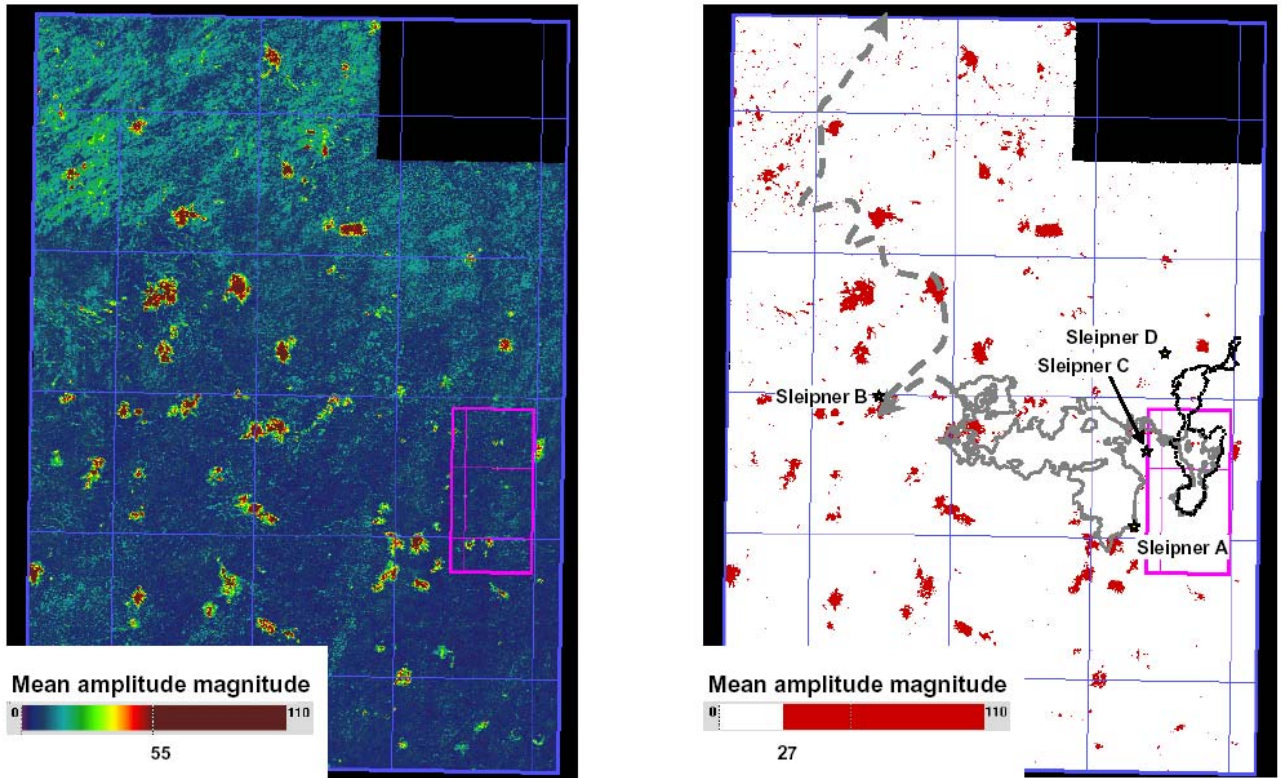 Sleipner D
Sleipner C
Sleipner B
Sleipner A
Mean amplitude magnitude
0 110
55
Mean amplitude magnitude
0 110
27